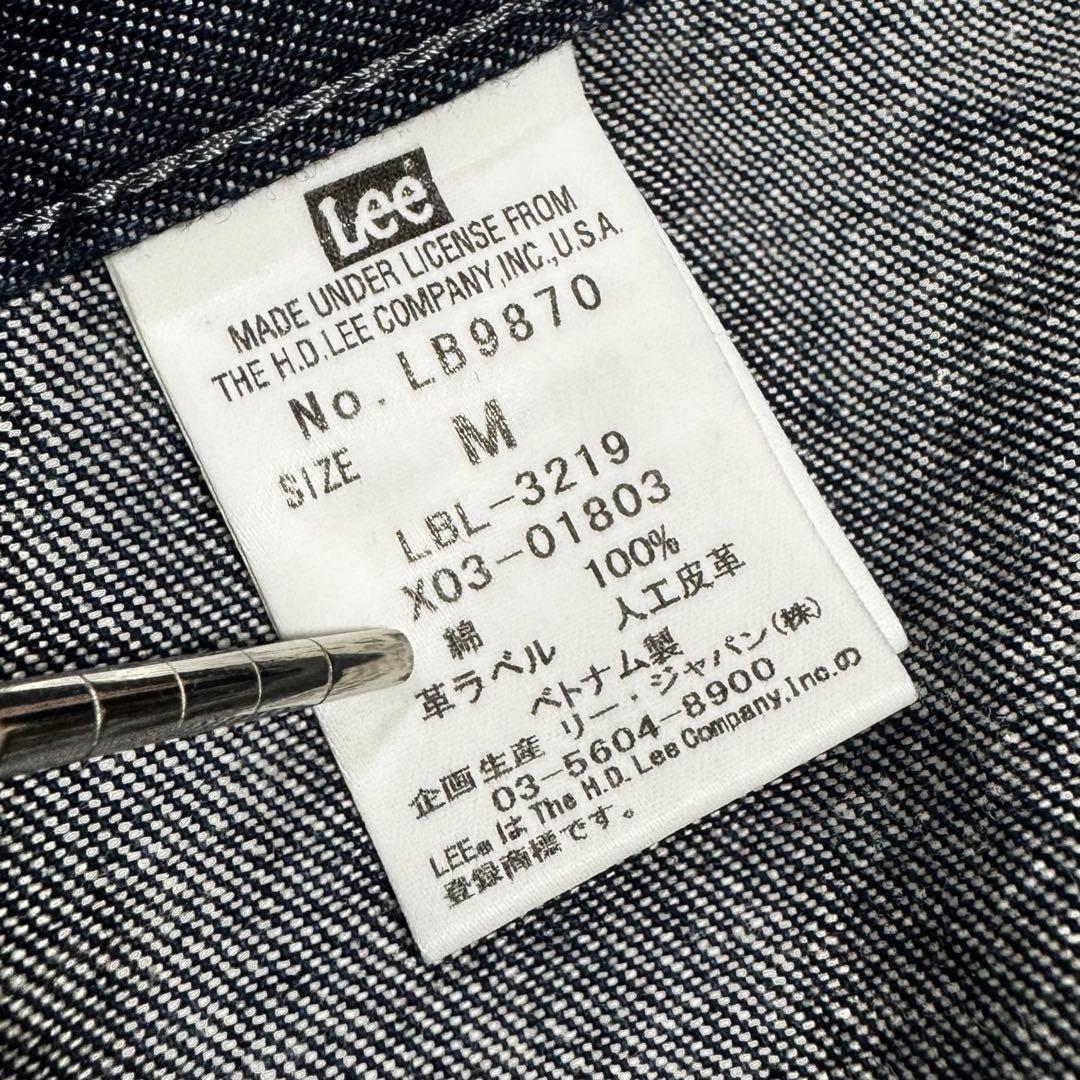 Lee
MADE UNDER LICENSE FROM
THE H.D.LEE COMPANY,INC.,U.S.A.
No. LB9870
SIZE M
LBL-3219
X03-01803
綿 100%
革ラベル 人工皮革
ベトナム製
企画生産 リー・ジャパン(株)
03-5604-8900
LEE®は The H.D. Lee Company,Inc.の
登録商標です。